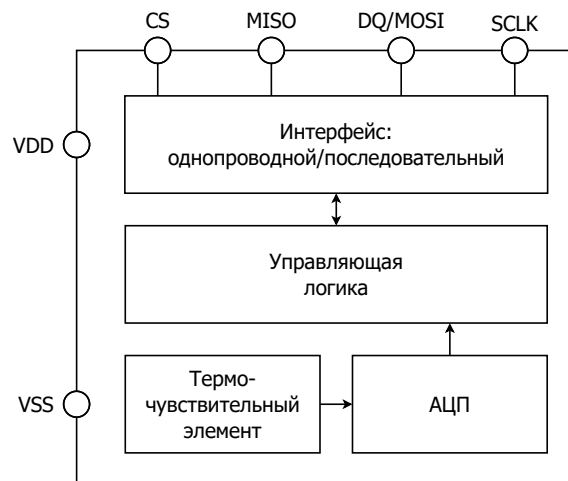 CS
MISO
DQ/MOSI
SCLK
VDD
Интерфейс:
однопроводной/последовательный
Управляющая
логика
VSS
Термо-
чувствительный
элемент
АЦП